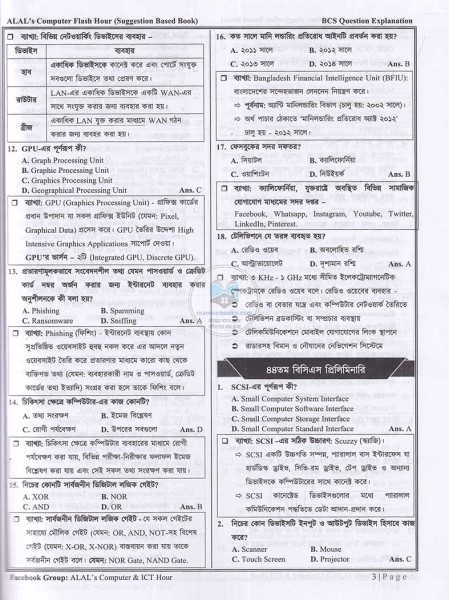 ALAL's Computer Flash Hour (Suggestion Based Book)
BCS Question Explanation
❐ ব্যাখ্যা: বিভিন্ন নেটওয়ার্কিং ডিভাইসের ব্যবহার –
ডিভাইস ব্যবহার
হাব একাধিক ডিভাইসকে কানেক্ট করে এবং পোর্টে সংযুক্ত
সবগুলো ডিভাইসে তথ্য প্রেরণ করে।
রাউটার LAN-এর একাধিক ডিভাইসকে একটি WAN-এর
সাথে সংযুক্ত করার জন্য ব্যবহার করা হয়।
ব্রীজ একাধিক LAN যুক্ত করার মাধ্যমে WAN গঠন
করার জন্য ব্যবহার করা হয়।
12. GPU-এর পূর্ণরূপ কী?
A. Graph Processing Unit
B. Graphic Processing Unit
C. Graphics Processing Unit
D. Geographical Processing Unit Ans. C
❐ ব্যাখ্যা: GPU (Graphics Processing Unit) - গ্রাফিক্স কার্ডের
প্রধান উপাদান যা সকল গ্রাফিক্স ইউনিট (যেমন: Pixel,
Graphical Data) প্রসেস করে। GPU তৈরির উদ্দেশ্য High
Intensive Graphics Applications সাপোর্ট দেওয়া।
GPU'র ভার্সন – ২টি (Integrated GPU, Discrete GPU).
13. প্রতারণামূলকভাবে সংবেদনশীল তথ্য যেমন পাসওয়ার্ড ও ক্রেডিট
কার্ড নম্বর অর্জন করার জন্য ইন্টারনেট ব্যবহার করার
অনুশীলনকে কী বলা হয়?
A. Phishing B. Spamming
C. Ransomware D. Sniffing Ans. A
❐ ব্যাখ্যা: Phishing (ফিশিং) - ইন্টারনেট ব্যবস্থায় কোন
সুপ্রতিষ্ঠিত ওয়েবসাইট হুবহু নকল করে এর আদলে নতুন
ওয়েবসাইট তৈরি করে প্রতারণার মাধ্যমে কারো কাছ থেকে
ব্যক্তিগত তথ্য (যেমন: ব্যবহারকারী নাম ও পাসওয়ার্ড, ক্রেডিট
কার্ডের তথ্য ইত্যাদি) সংগ্রহ করা হলে তাকে ফিশিং বলে।
14. চিকিৎসা ক্ষেত্রে কম্পিউটার-এর কাজ কোনটি?
A. তথ্য সংরক্ষণ B. ইমেজ বিশ্লেষণ
C. রোগী পর্যবেক্ষণ D. উপরের সবগুলো Ans. D
❐ ব্যাখ্যা: চিকিৎসা ক্ষেত্রে কম্পিউটার ব্যবহারের মাধ্যমে রোগী
পর্যবেক্ষণ করা যায়, বিভিন্ন পরীক্ষা-নিরীক্ষার ফলাফল ইমেজ
বিশ্লেষণ করা যায় এবং সেই সকল তথ্য সংরক্ষণ করা যায়।
15. নিচের কোনটি সার্বজনীন ডিজিটাল লজিক গেইট?
A. XOR B. NOR
C. AND D. OR Ans. B
❐ ব্যাখ্যা: সার্বজনীন ডিজিটাল লজিক গেইট - যে সকল গেইটের
সাহায্যে মৌলিক গেইট (যেমন: OR, AND, NOT-সহ বিশেষ
গেইট (যেমন: X-OR, X-NOR) বাস্তবায়ন করা যায় তাকে
সার্বজনীন গেইট বলে। যেমন: NOR Gate, NAND Gate.
16. কত সালে মানি লন্ডারিং প্রতিরোধ আইনটি প্রবর্তন করা হয়?
A. ২০১১ সালে B. ২০১২ সালে
C. ২০১৩ সালে D. ২০১৪ সালে Ans. B
❐ ব্যাখ্যা: Bangladesh Financial Intelligence Unit (BFIU):
বাংলাদেশের সন্দেহভাজন লেনদেন নিয়ন্ত্রণ করে।
⇨ পূর্বনাম: অ্যান্টি মানিলন্ডারিং বিভাগ (চালু হয়: ২০০২ সালে)।
⇨ অর্থ পাচার ঠেকাতে 'মানিলন্ডারিং প্রতিরোধ অ্যাক্ট ২০১২'
চালু হয় - ২০১২ সালে।
17. ফেসবুকের সদর দফতর?
A. সিয়াটল B. ক্যালিফোর্নিয়া
C. ওয়াশিংটন D. নিউইয়র্ক Ans. B
❐ ব্যাখ্যা: ক্যালিফোর্নিয়া, যুক্তরাষ্ট্রে অবস্থিত বিভিন্ন সামাজিক
যোগাযোগ মাধ্যমের সদর দপ্তর –
Facebook, Whatsapp, Instagram, Youtube, Twitter,
LinkedIn, Pinterest.
18. টেলিভিশনে যে তরঙ্গ ব্যবহৃত হয়?
A. রেডিও ওয়েব B. অবলোহিত রশ্মি
C. আল্ট্রাভায়োলেট D. দৃশ্যমান রশ্মি Ans. A
❐ ব্যাখ্যা: ৩ KHz - ১ GHz মধ্যে সীমিত ইলেকট্রোম্যাগনেটিক
স্পেকট্রামকে রেডিও ওয়েব বলে। রেডিও ওয়েবের ব্যবহার –
রেডিও বা বেতার যন্ত্রে এবং কম্পিউটার নেটওয়ার্ক তৈরিতে
টেলিভিশন ব্রডকাস্টিং বা সম্প্রচার ব্যবস্থায়
টেলিকমিউনিকেশনে মোবাইল যোগাযোগের লিংক স্থাপনে
রাডারসহ বিমান ও নৌযানের নেভিগেশন সিস্টেমে
৪৪তম বিসিএস প্রিলিমিনারি
1. SCSI-এর পূর্ণরূপ কী?
A. Small Computer System Interface
B. Small Computer Software Interface
C. Small Computer Storage Interface
D. Small Computer Standard Interface Ans. A
❐ ব্যাখ্যা: SCSI -এর সঠিক উচ্চারণ: Scuzzy (স্ক্যাজি)।
⇨ SCSI একটি উচ্চগতি সম্পন্ন, প্যারালাল বাস ইন্টারফেস যা
হার্ডডিস্ক ড্রাইভ, সিডি-রম ড্রাইভ, টেপ ড্রাইভ ও অন্যান্য
ডিভাইসকে কম্পিউটারের সাথে কানেক্ট করে।
⇨ SCSI কানেক্টেড ডিভাইসগুলোর মধ্যে প্যারালাল
কমিউনিকেশন পদ্ধতিতে ডেটা আদান-প্রদান করে।
2. নিচের কোন ডিভাইসটি ইনপুট ও আউটপুট ডিভাইস হিসাবে কাজ
করে?
A. Scanner B. Mouse
C. Touch Screen D. Projector Ans. C
Facebook Group: ALAL's Computer & ICT Hour
3 | Page